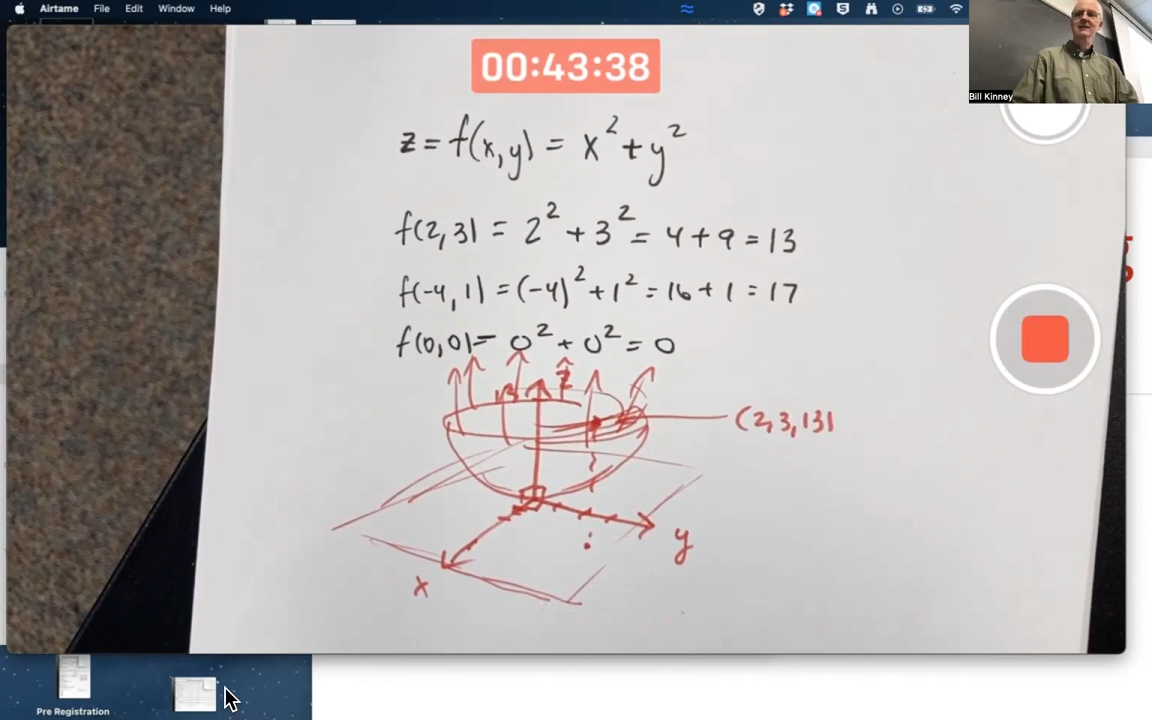 Airtame File Edit Window Help
Bill Kinney
00:43:38
z = f(x,y) = x² + y²
f(2,3) = 2² + 3² = 4 + 9 = 13
f(-4,1) = (-4)² + 1² = 16 + 1 = 17
f(0,0) = 0² + 0² = 0
z
(2,3,13)
y
x
Pre Registration